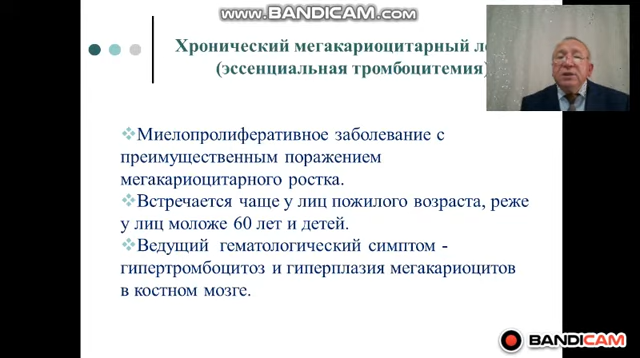 WWW.BANDICAM.COM
Хронический мегакариоцитарный
(эссенциальная тромбоцитемия)
Миелопролиферативное заболевание с
преимущественным поражением
мегакариоцитарного ростка.
Встречается чаще у лиц пожилого возраста, реже
у лиц моложе 60 лет и детей.
Ведущий гематологический симптом -
гипертромбоцитоз и гиперплазия мегакариоцитов
в костном мозге.
BANDICAM